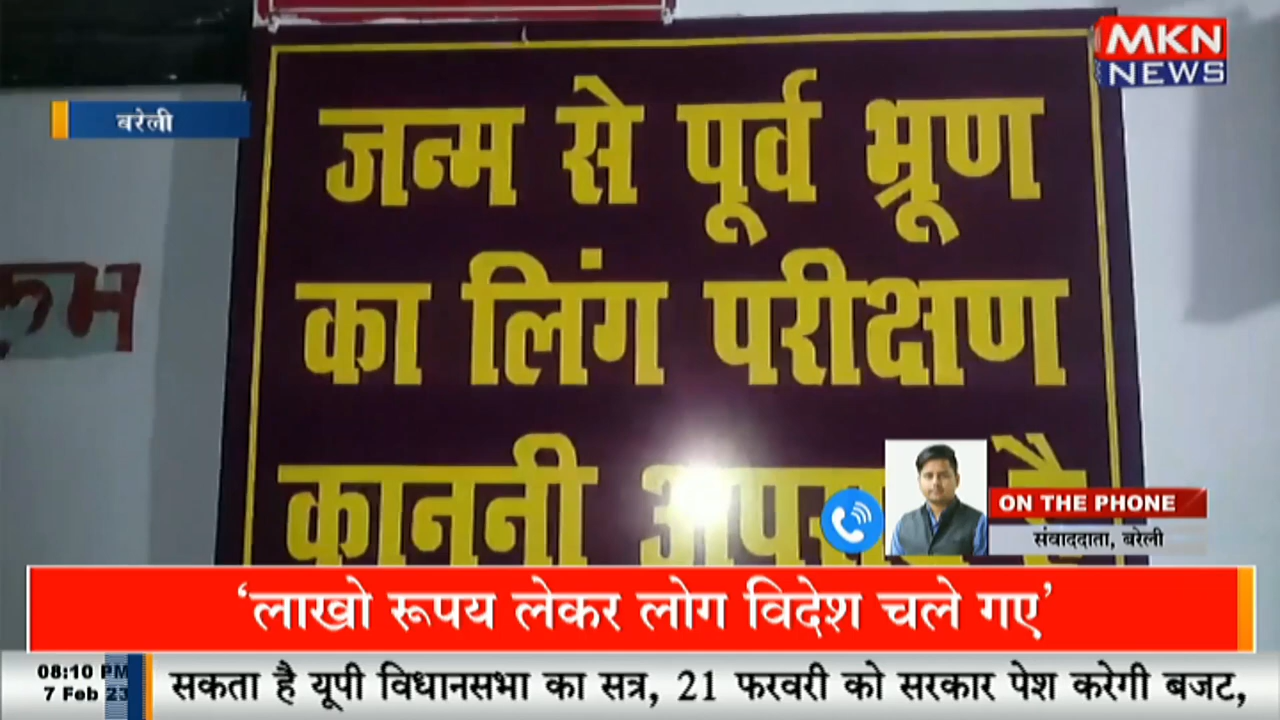 MKN
NEWS
बरेली
जन्म से पूर्व भ्रूण
का लिंग परीक्षण
कानूनी
है
ON THE PHONE
संवाददाता, बरेली
‘लाखो रूपय लेकर लोग विदेश चले गए’
08:10 PM
7 Feb 23
सकता है यूपी विधानसभा का सत्र, 21 फरवरी को सरकार पेश करेगी बजट,